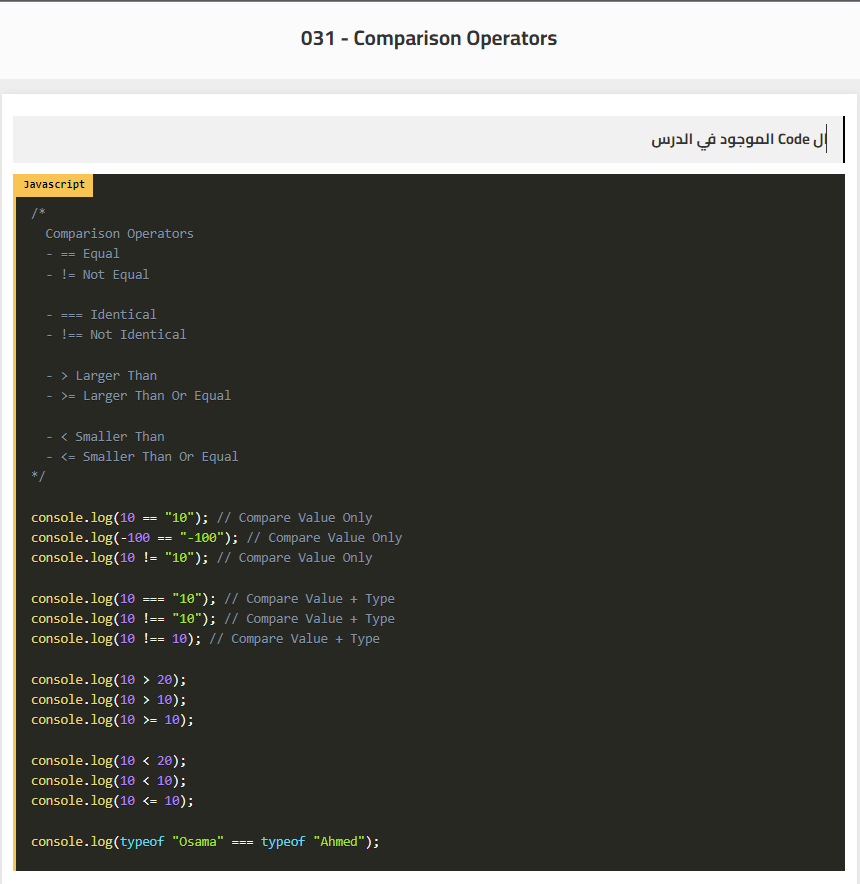 031 - Comparison Operators
ال Code الموجود في الدرس
Javascript
/*
  Comparison Operators
  - == Equal
  - != Not Equal

  - === Identical
  - !== Not Identical

  - > Larger Than
  - >= Larger Than Or Equal

  - < Smaller Than
  - <= Smaller Than Or Equal
*/

console.log(10 == "10"); // Compare Value Only
console.log(-100 == "-100"); // Compare Value Only
console.log(10 != "10"); // Compare Value Only

console.log(10 === "10"); // Compare Value + Type
console.log(10 !== "10"); // Compare Value + Type
console.log(10 !== 10); // Compare Value + Type

console.log(10 > 20);
console.log(10 > 10);
console.log(10 >= 10);

console.log(10 < 20);
console.log(10 < 10);
console.log(10 <= 10);

console.log(typeof "Osama" === typeof "Ahmed");